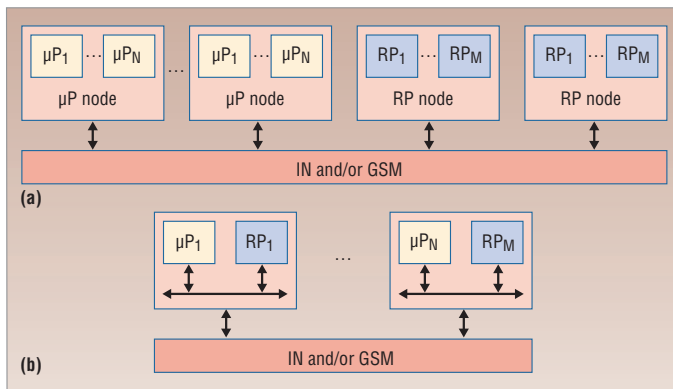 µP1 ... µPN ... µP1 ... µPN RP1 ... RPM RP1 ... RPM
µP node µP node RP node RP node
IN and/or GSM
(a)
µP1 RP1 ... µPN RPM
IN and/or GSM
(b)